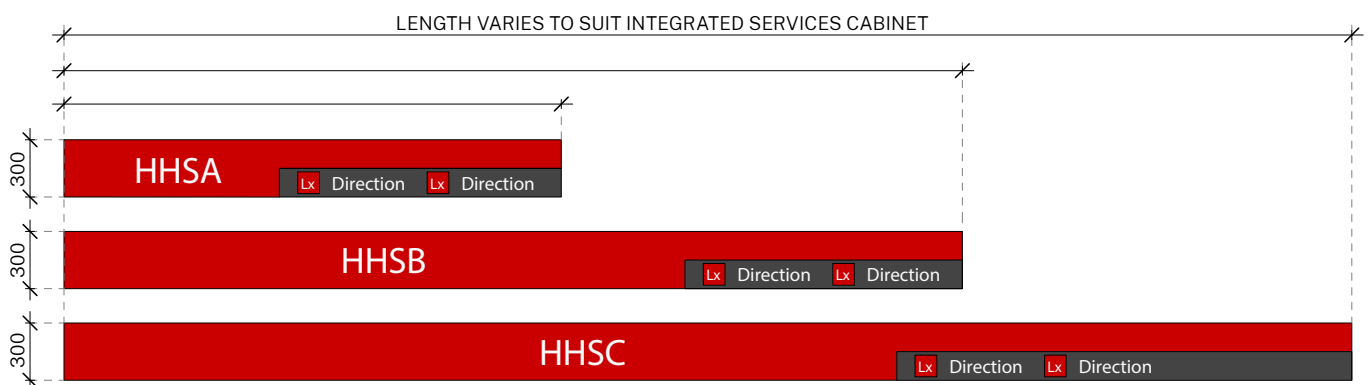 LENGTH VARIES TO SUIT INTEGRATED SERVICES CABINET
300
HHSA
Lx Direction Lx Direction
300
HHSB
Lx Direction Lx Direction
300
HHSC
Lx Direction Lx Direction